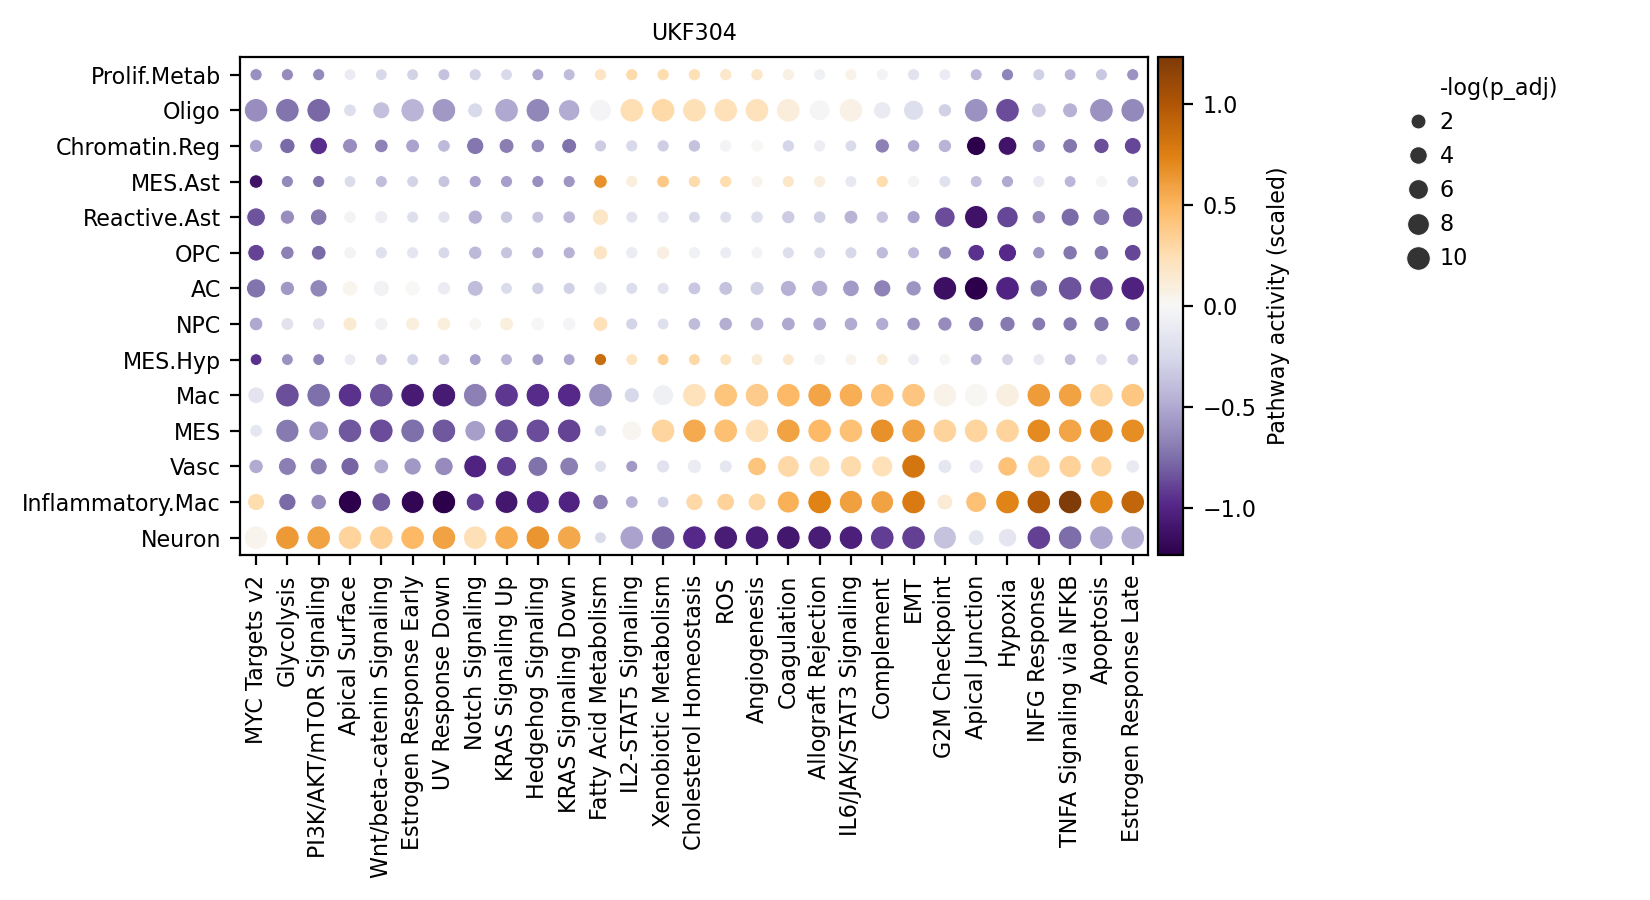 UKF304
Prolif.Metab
Oligo
Chromatin.Reg
MES.Ast
Reactive.Ast
OPC
AC
NPC
MES.Hyp
Mac
MES
Vasc
Inflammatory.Mac
Neuron
MYC Targets v2
Glycolysis
PI3K/AKT/mTOR Signaling
Apical Surface
Wnt/beta-catenin Signaling
Estrogen Response Early
UV Response Down
Notch Signaling
KRAS Signaling Up
Hedgehog Signaling
KRAS Signaling Down
Fatty Acid Metabolism
IL2-STAT5 Signaling
Xenobiotic Metabolism
Cholesterol Homeostasis
ROS
Angiogenesis
Coagulation
Allograft Rejection
IL6/JAK/STAT3 Signaling
Complement
EMT
G2M Checkpoint
Apical Junction
Hypoxia
INFG Response
TNFA Signaling via NFKB
Apoptosis
Estrogen Response Late
1.0
0.5
0.0
−0.5
−1.0
Pathway activity (scaled)
-log(p_adj)
2
4
6
8
10